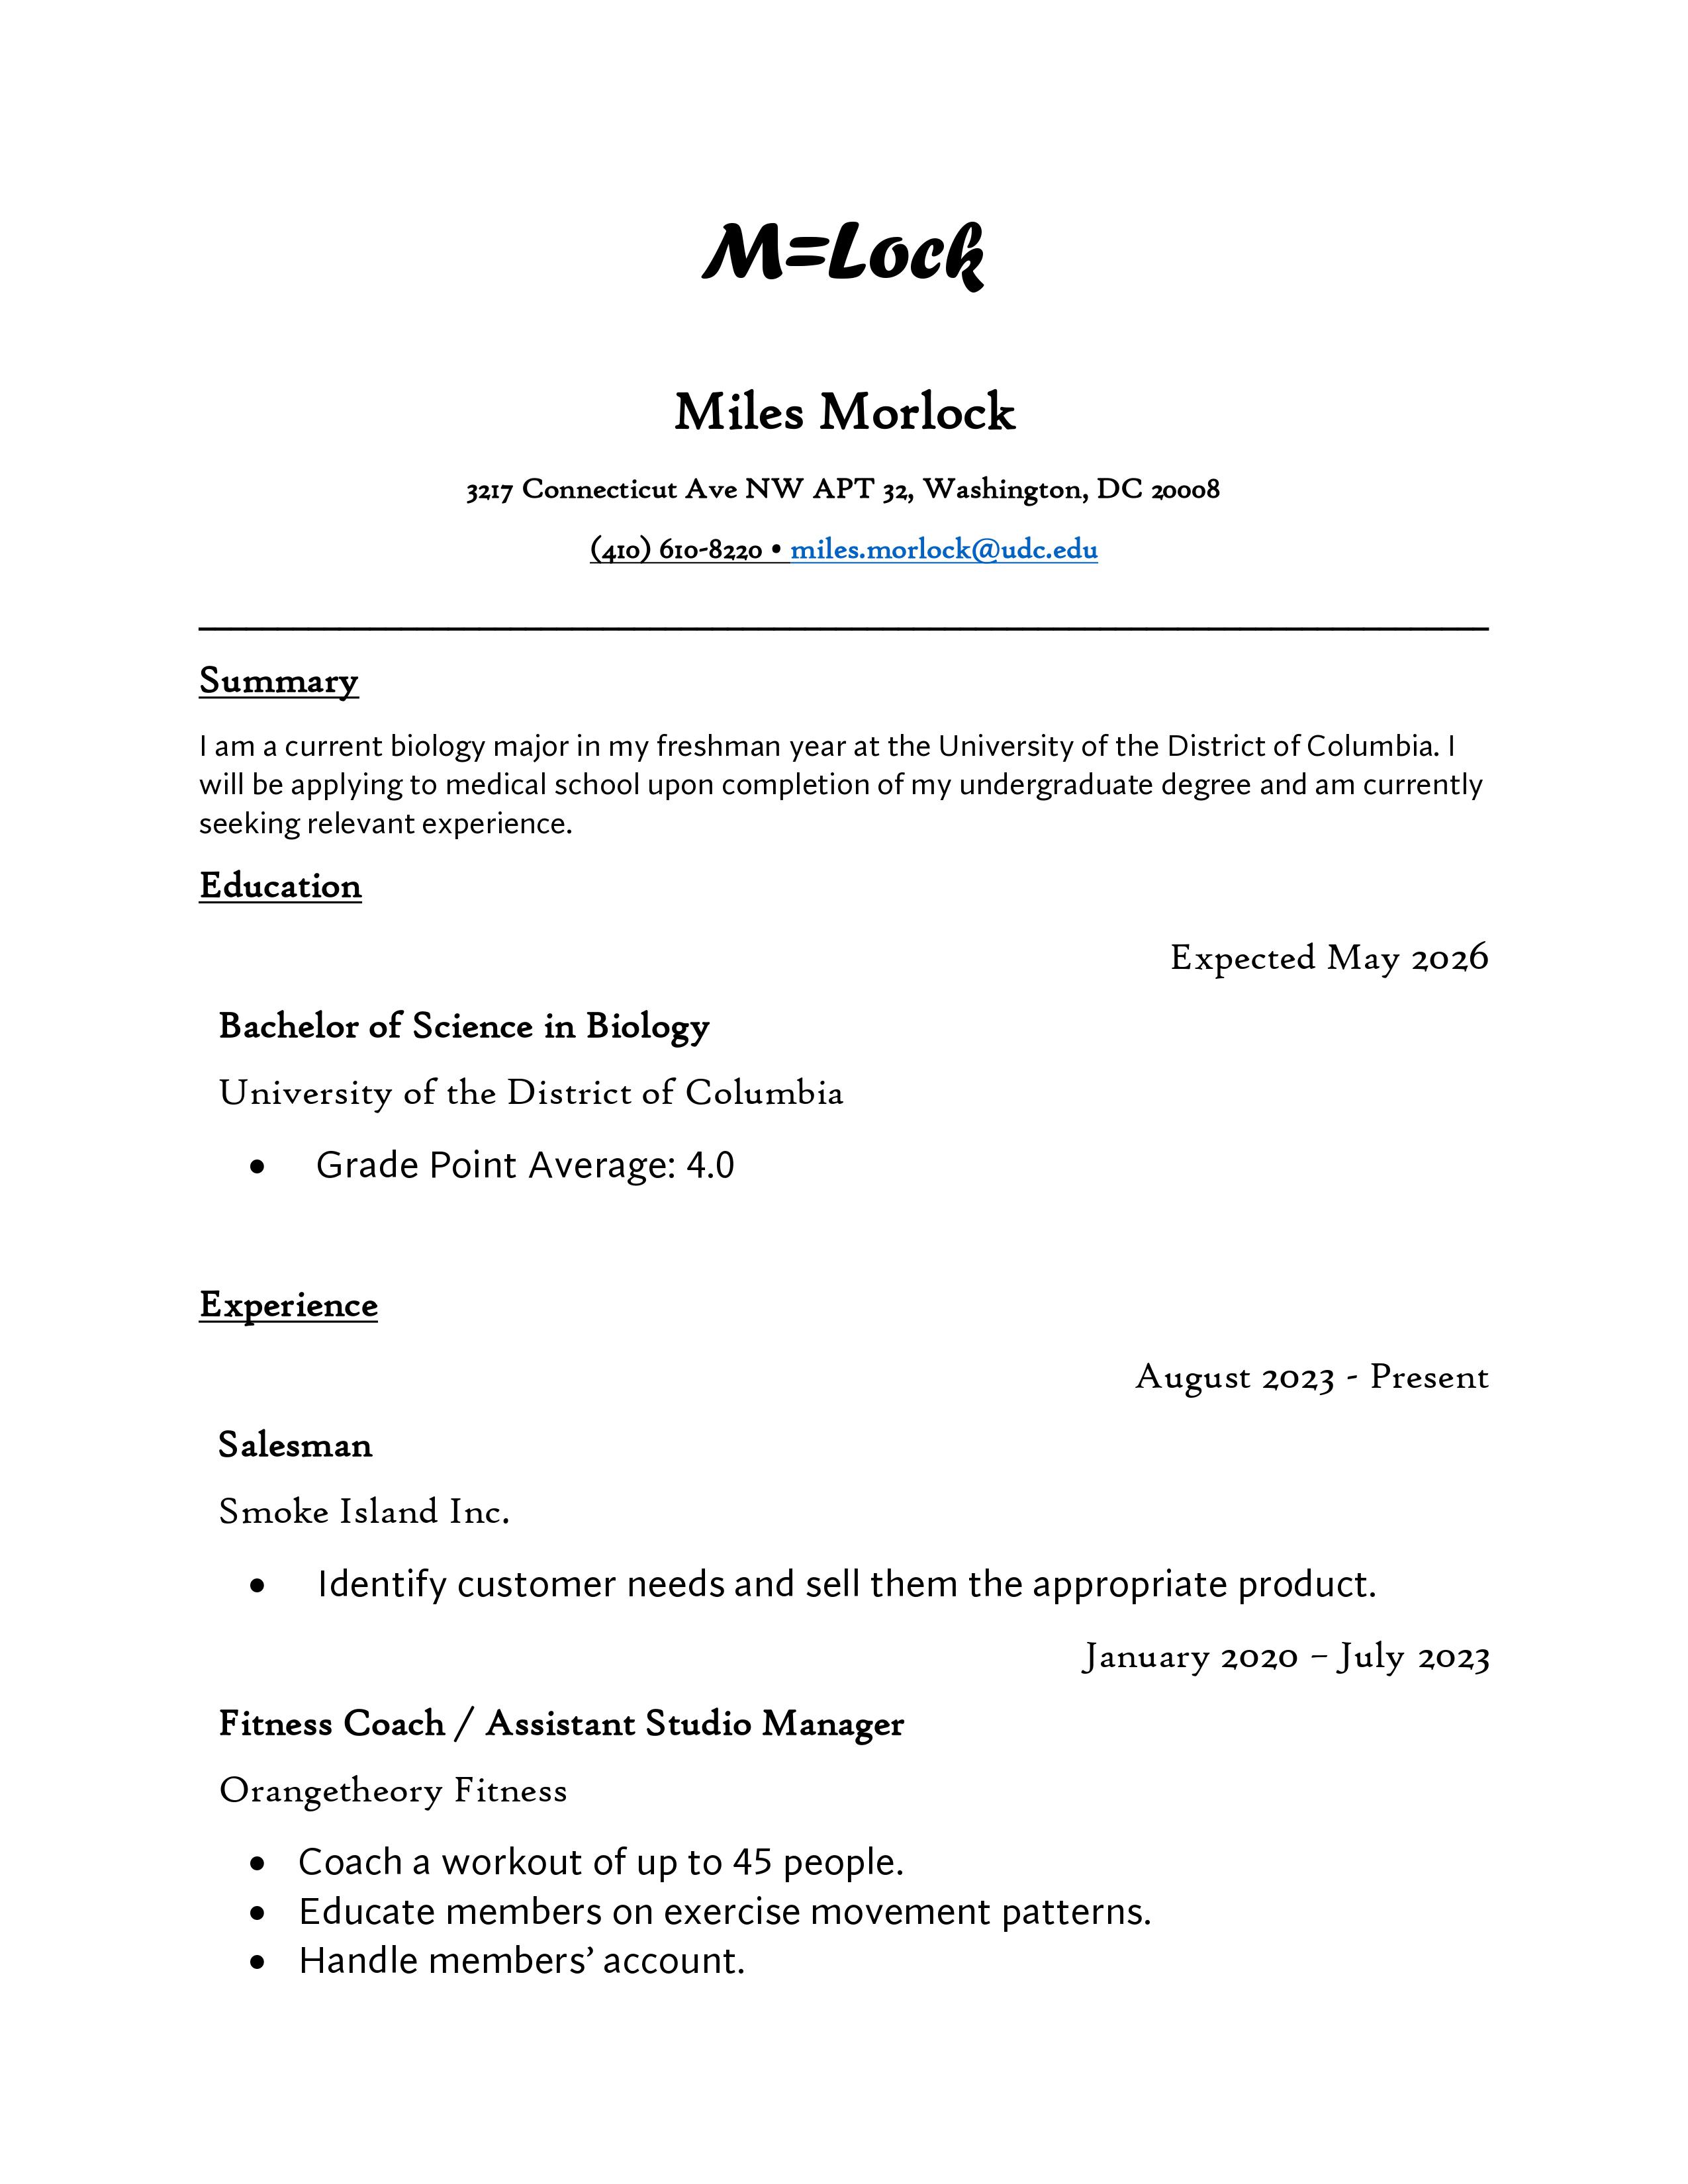 M=Lock
Miles Morlock
3217 Connecticut Ave NW APT 32, Washington, DC 20008
(410) 610-8220 • miles.morlock@udc.edu
Summary
I am a current biology major in my freshman year at the University of the District of Columbia. I
will be applying to medical school upon completion of my undergraduate degree and am currently
seeking relevant experience.
Education
Expected May 2026
Bachelor of Science in Biology
University of the District of Columbia
• Grade Point Average: 4.0
Experience
August 2023 - Present
Salesman
Smoke Island Inc.
• Identify customer needs and sell them the appropriate product.
January 2020 – July 2023
Fitness Coach / Assistant Studio Manager
Orangetheory Fitness
• Coach a workout of up to 45 people.
• Educate members on exercise movement patterns.
• Handle members’ account.